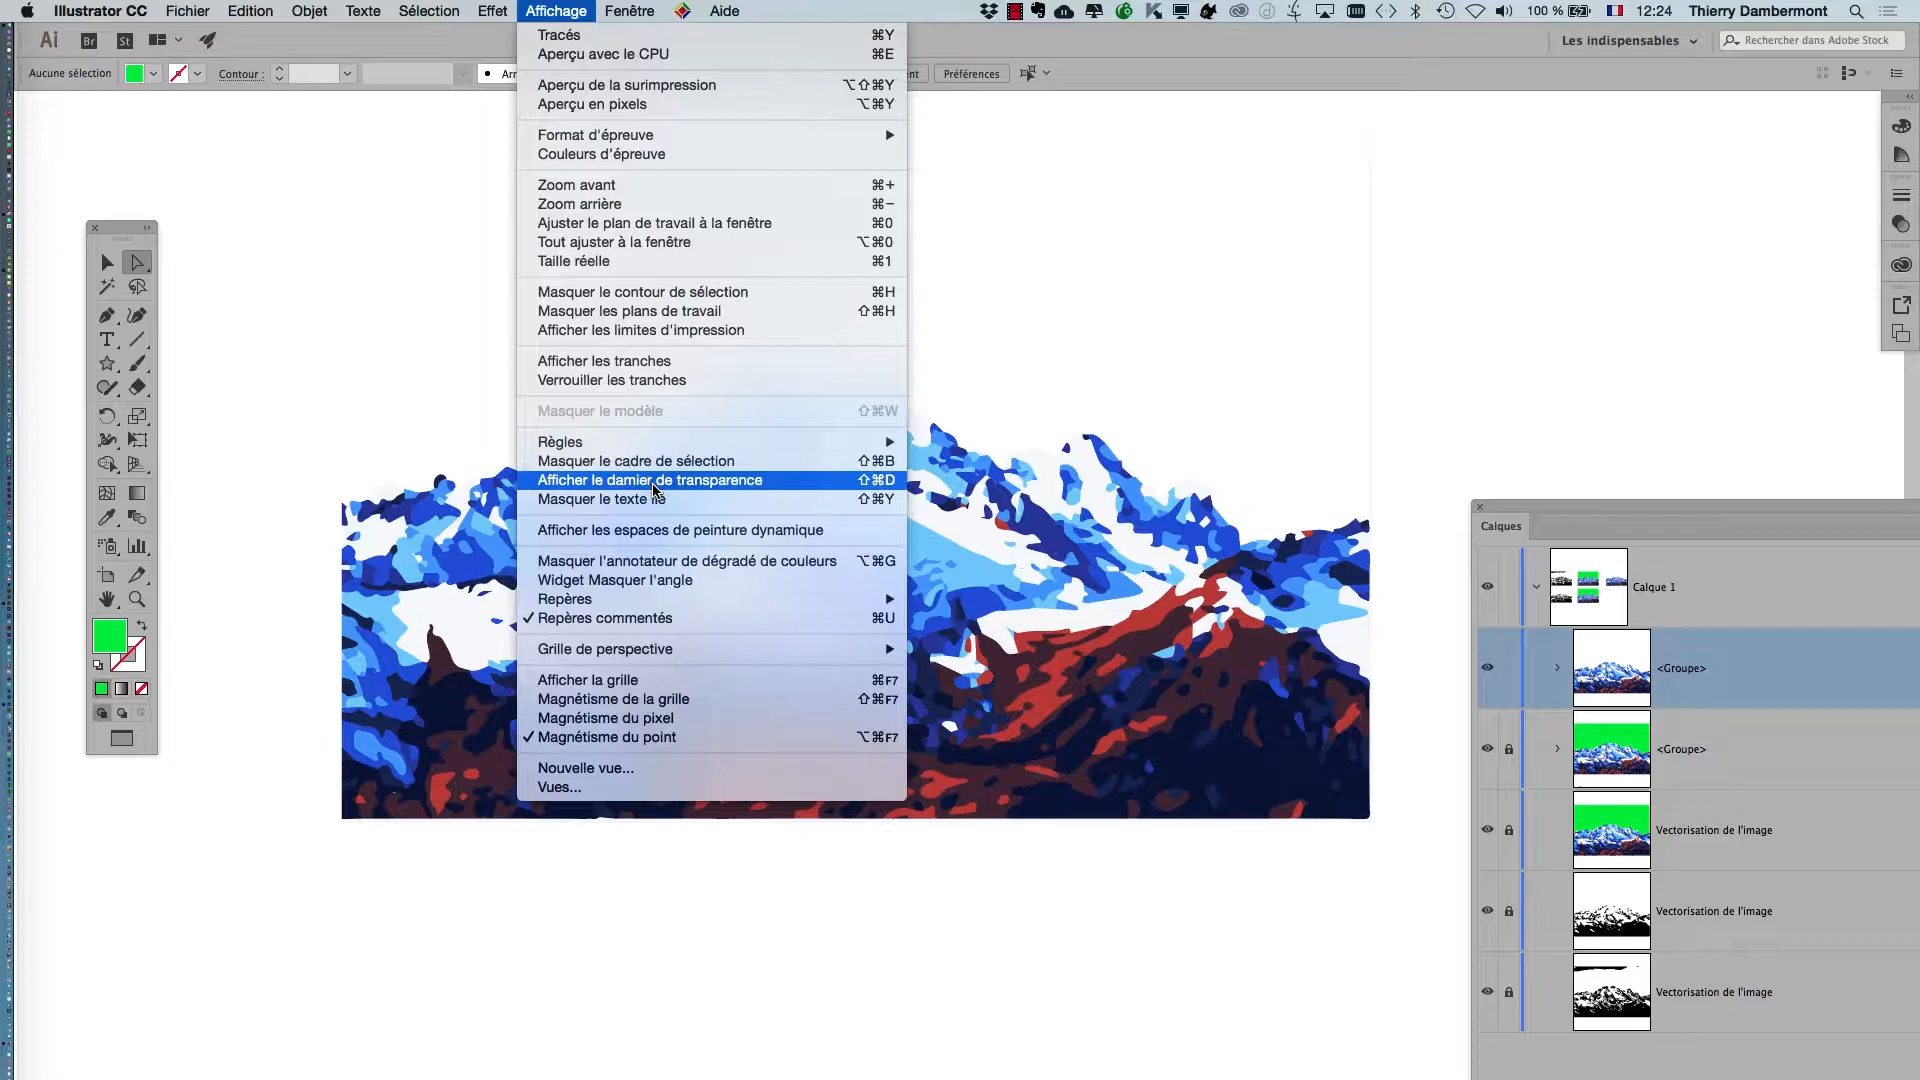 Illustrator CC Fichier Edition Objet Texte Sélection Effet Affichage Fenêtre Aide 100 % 12:24 Thierry Dambermont
Ai Br St Les indispensables Rechercher dans Adobe Stock
Aucune sélection Contour : Préférences
Tracés ⌘Y
Aperçu avec le CPU ⌘E
Aperçu de la surimpression ⌥⇧⌘Y
Aperçu en pixels ⌥⌘Y
Format d'épreuve
Couleurs d'épreuve
Zoom avant ⌘+
Zoom arrière ⌘−
Ajuster le plan de travail à la fenêtre ⌘0
Tout ajuster à la fenêtre ⌥⌘0
Taille réelle ⌘1
Masquer le contour de sélection ⌘H
Masquer les plans de travail ⇧⌘H
Afficher les limites d'impression
Afficher les tranches
Verrouiller les tranches
Masquer le modèle ⇧⌘W
Règles
Masquer le cadre de sélection ⇧⌘B
Afficher le damier de transparence ⇧⌘D
Masquer le texte lié ⇧⌘Y
Afficher les espaces de peinture dynamique
Masquer l'annotateur de dégradé de couleurs ⌥⌘G
Widget Masquer l'angle
Repères
✓ Repères commentés ⌘U
Grille de perspective
Afficher la grille ⌘F7
Magnétisme de la grille ⇧⌘F7
Magnétisme du pixel
✓ Magnétisme du point ⌥⌘F7
Nouvelle vue...
Vues...
Calques
Calque 1
<Groupe>
<Groupe>
Vectorisation de l'image
Vectorisation de l'image
Vectorisation de l'image